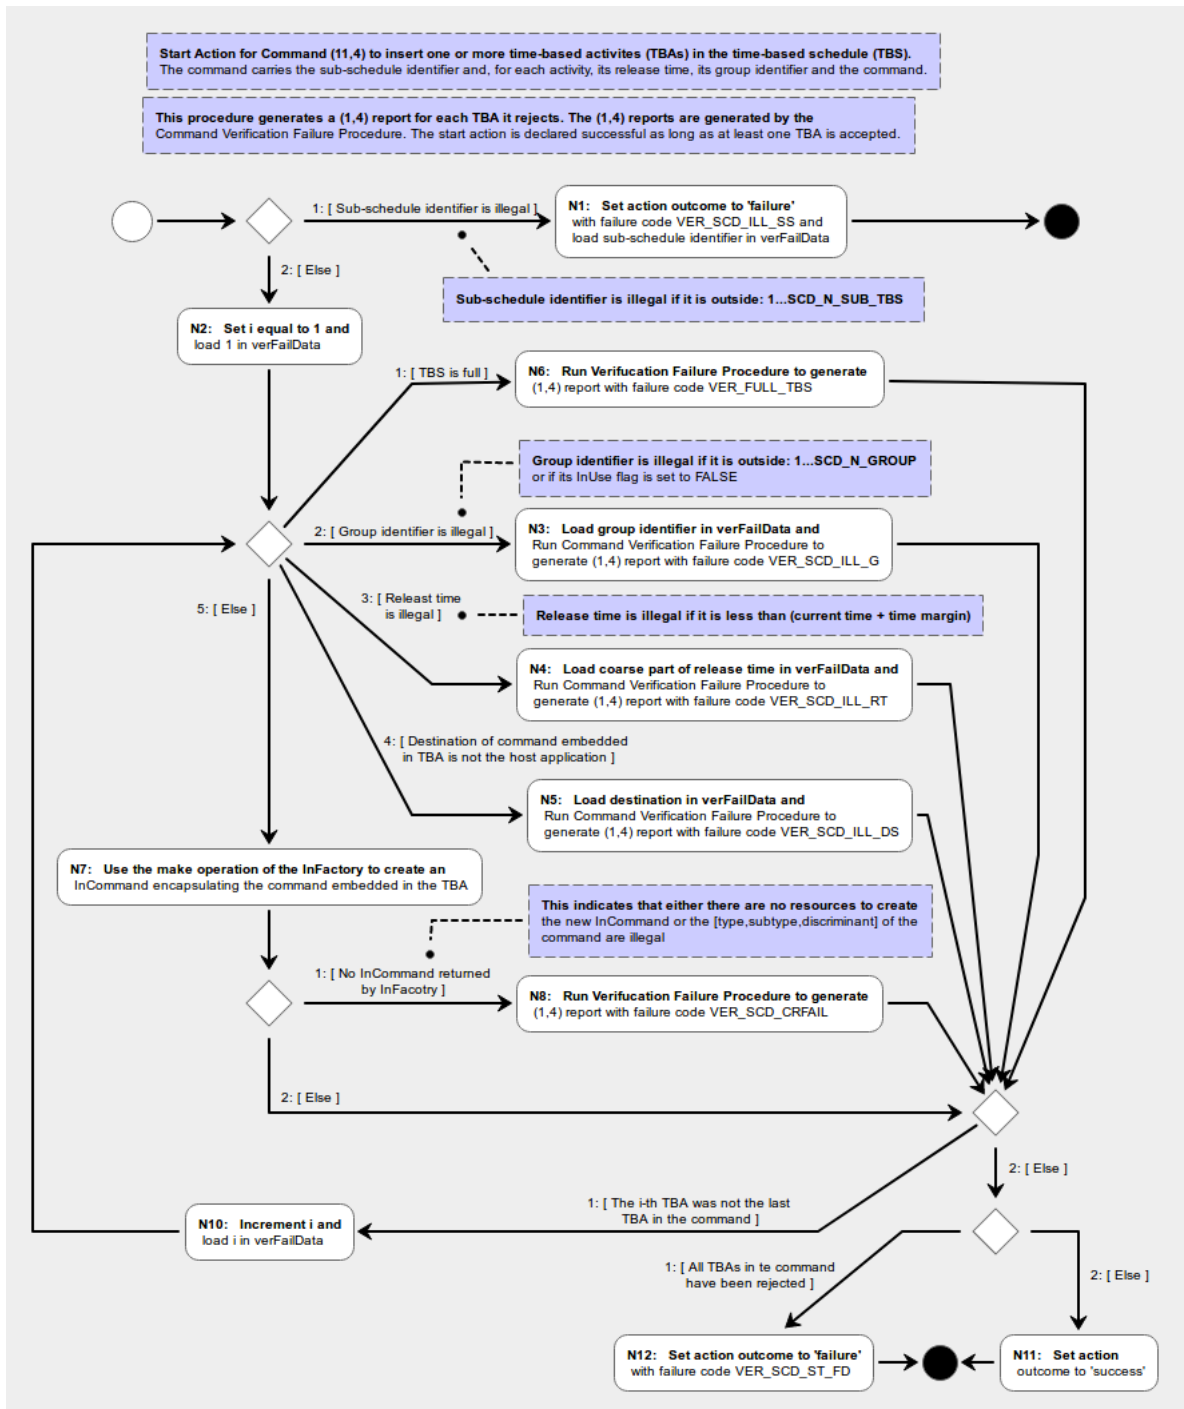 Start Action for Command (11,4) to insert one or more time-based activites (TBAs) in the time-based schedule (TBS).
The command carries the sub-schedule identifier and, for each activity, its release time, its group identifier and the command.
This procedure generates a (1,4) report for each TBA it rejects. The (1,4) reports are generated by the
Command Verification Failure Procedure. The start action is declared successful as long as at least one TBA is accepted.
1: [ Sub-schedule identifier is illegal ]
N1: Set action outcome to 'failure'
with failure code VER_SCD_ILL_SS and
load sub-schedule identifier in verFailData
2: [ Else ]
Sub-schedule identifier is illegal if it is outside: 1...SCD_N_SUB_TBS
N2: Set i equal to 1 and
load 1 in verFailData
1: [ TBS is full ]
N6: Run Verifucation Failure Procedure to generate
(1,4) report with failure code VER_FULL_TBS
Group identifier is illegal if it is outside: 1...SCD_N_GROUP
or if its InUse flag is set to FALSE
2: [ Group identifier is illegal ]
N3: Load group identifier in verFailData and
Run Command Verification Failure Procedure to
generate (1,4) report with failure code VER_SCD_ILL_G
5: [ Else ]
3: [ Releast time
is illegal ]
Release time is illegal if it is less than (current time + time margin)
N4: Load coarse part of release time in verFailData and
Run Command Verification Failure Procedure to
generate (1,4) report with failure code VER_SCD_ILL_RT
4: [ Destination of command embedded
in TBA is not the host application ]
N5: Load destination in verFailData and
Run Command Verification Failure Procedure to
generate (1,4) report with failure code VER_SCD_ILL_DS
N7: Use the make operation of the InFactory to create an
InCommand encapsulating the command embedded in the TBA
This indicates that either there are no resources to create
the new InCommand or the [type,subtype,discriminant] of the
command are illegal
1: [ No InCommand returned
by InFacotry ]
N8: Run Verifucation Failure Procedure to generate
(1,4) report with failure code VER_SCD_CRFAIL
2: [ Else ]
2: [ Else ]
1: [ The i-th TBA was not the last
TBA in the command ]
N10: Increment i and
load i in verFailData
1: [ All TBAs in te command
have been rejected ]
2: [ Else ]
N12: Set action outcome to 'failure'
with failure code VER_SCD_ST_FD
N11: Set action
outcome to 'success'